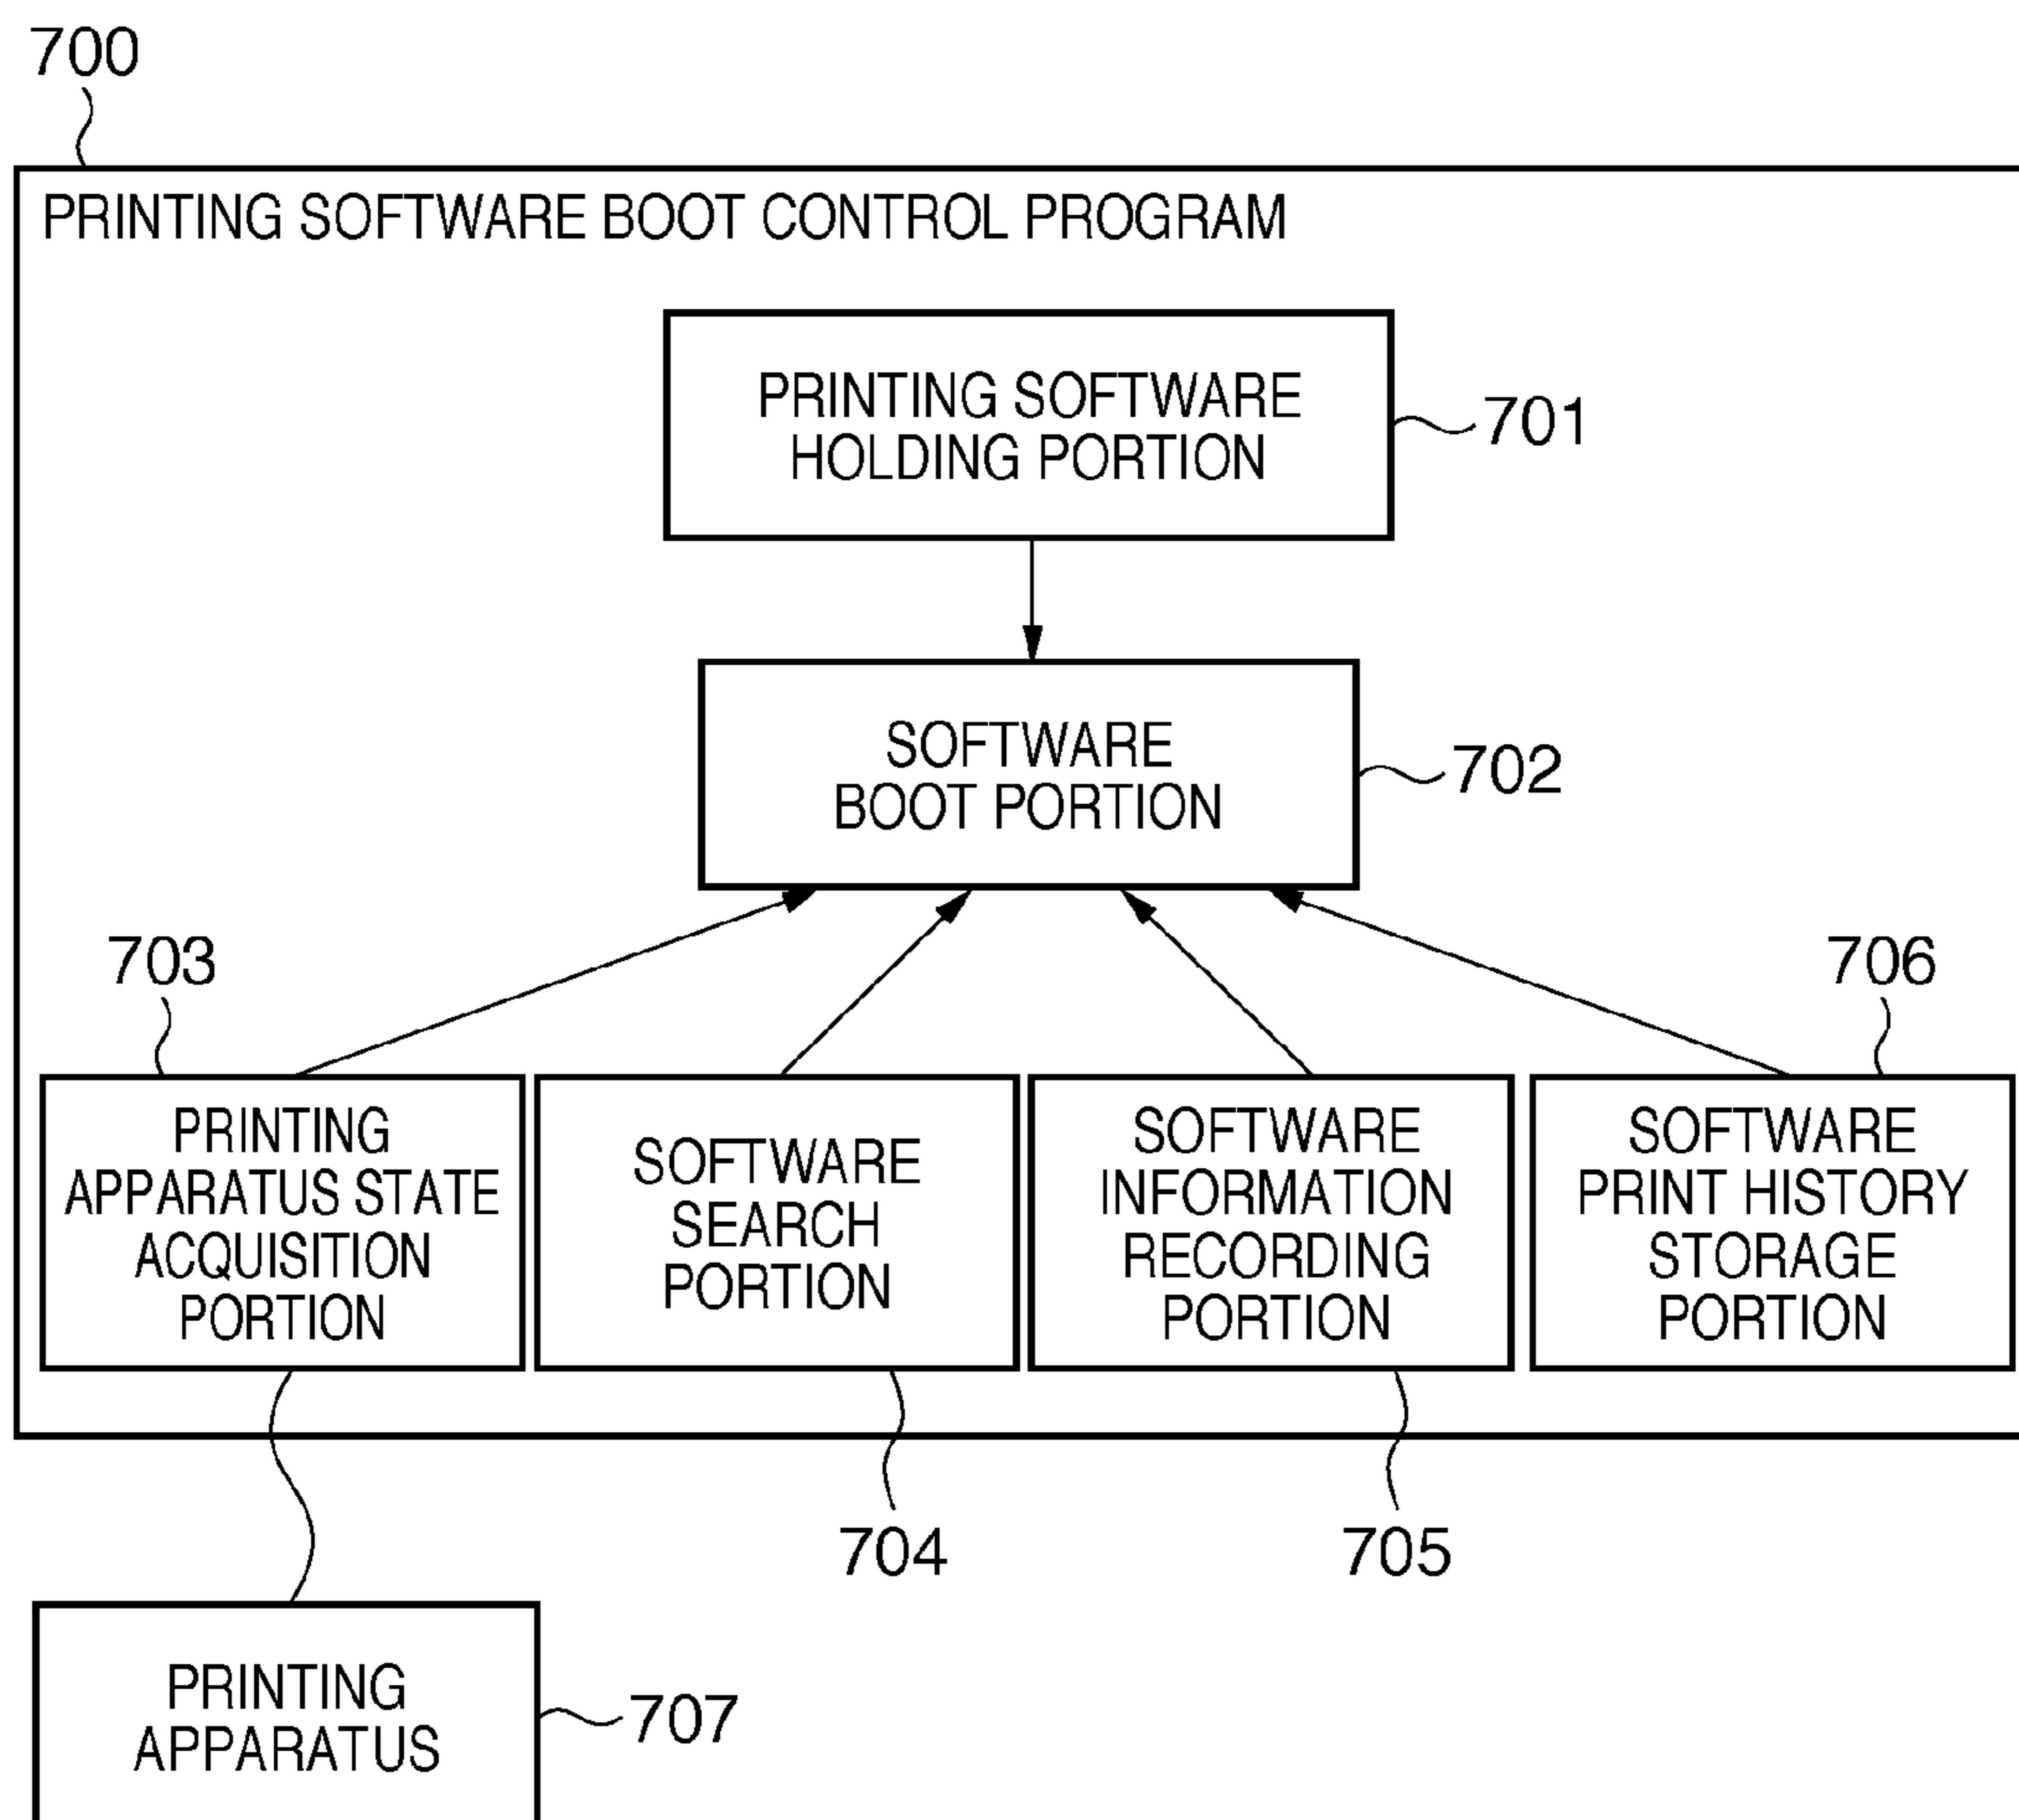 700
PRINTING SOFTWARE BOOT CONTROL PROGRAM
PRINTING SOFTWARE
HOLDING PORTION
701
SOFTWARE
BOOT PORTION
702
703
706
PRINTING
APPARATUS STATE
ACQUISITION
PORTION
SOFTWARE
SEARCH
PORTION
SOFTWARE
INFORMATION
RECORDING
PORTION
SOFTWARE
PRINT HISTORY
STORAGE
PORTION
704
705
PRINTING
APPARATUS
707